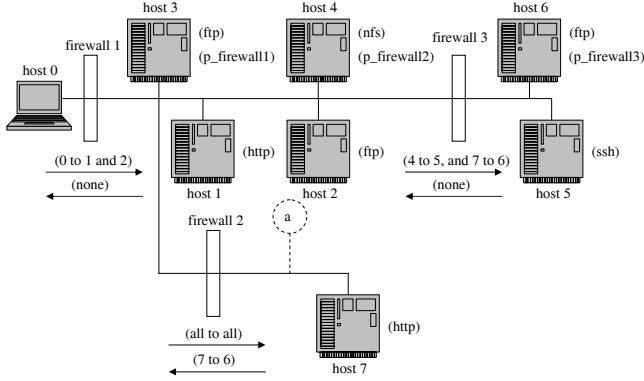 host 3
host 4
host 6
(ftp)
(nfs)
(ftp)
firewall 1
(p_firewall1)
(p_firewall2)
firewall 3
(p_firewall3)
host 0
(http)
(ftp)
(ssh)
(0 to 1 and 2)
(4 to 5, and 7 to 6)
(none)
host 1
host 2
(none)
host 5
firewall 2
a
(http)
(all to all)
(7 to 6)
host 7